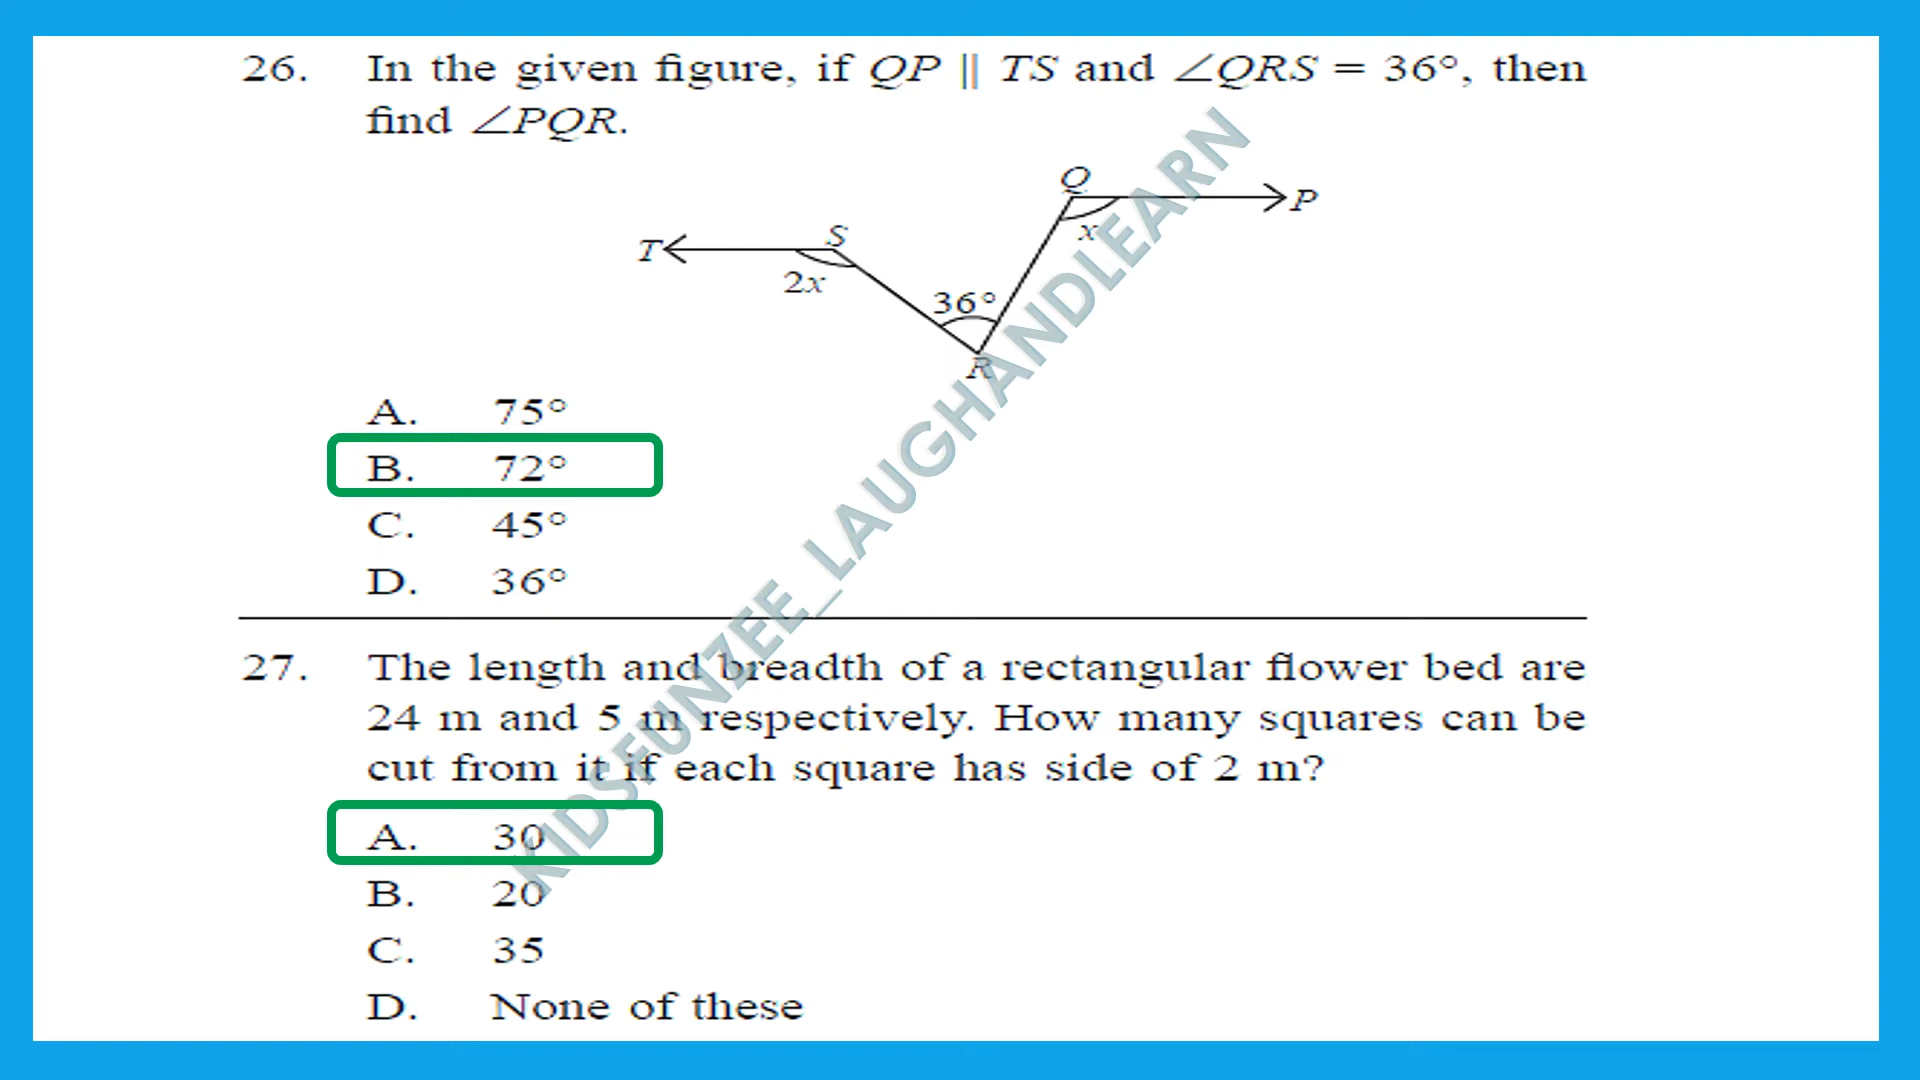 26. In the given figure, if QP || TS and ∠QRS = 36°, then
find ∠PQR.
Q
P
x
S
T
2x
36°
R
A. 75°
B. 72°
C. 45°
D. 36°
27. The length and breadth of a rectangular flower bed are
24 m and 5 m respectively. How many squares can be
cut from it if each square has side of 2 m?
A. 30
B. 20
C. 35
D. None of these
KIDSFUNZEE_LAUGHANDLEARN